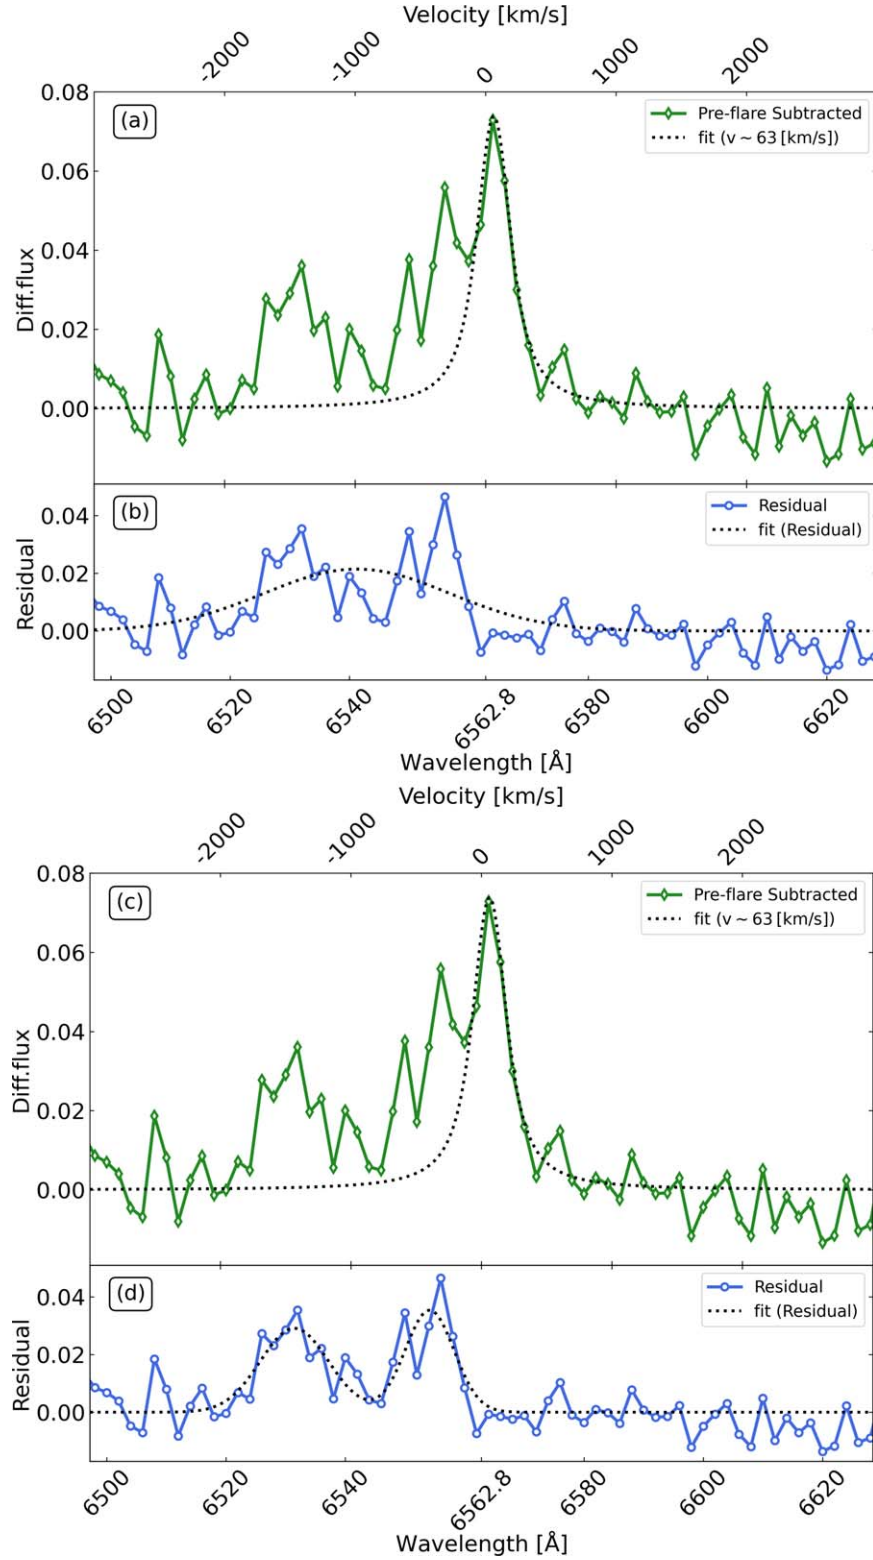 Velocity [km/s]
-2000 -1000 0 1000 2000
(a)
Pre-flare Subtracted
fit (v ~ 63 [km/s])
0.08
0.06
0.04
0.02
0.00
Diff.flux
(b)
Residual
fit (Residual)
0.04
0.02
0.00
Residual
6500 6520 6540 6562.8 6580 6600 6620
Wavelength [Å]
Velocity [km/s]
-2000 -1000 0 1000 2000
(c)
Pre-flare Subtracted
fit (v ~ 63 [km/s])
0.08
0.06
0.04
0.02
0.00
Diff.flux
(d)
Residual
fit (Residual)
0.04
0.02
0.00
Residual
6500 6520 6540 6562.8 6580 6600 6620
Wavelength [Å]